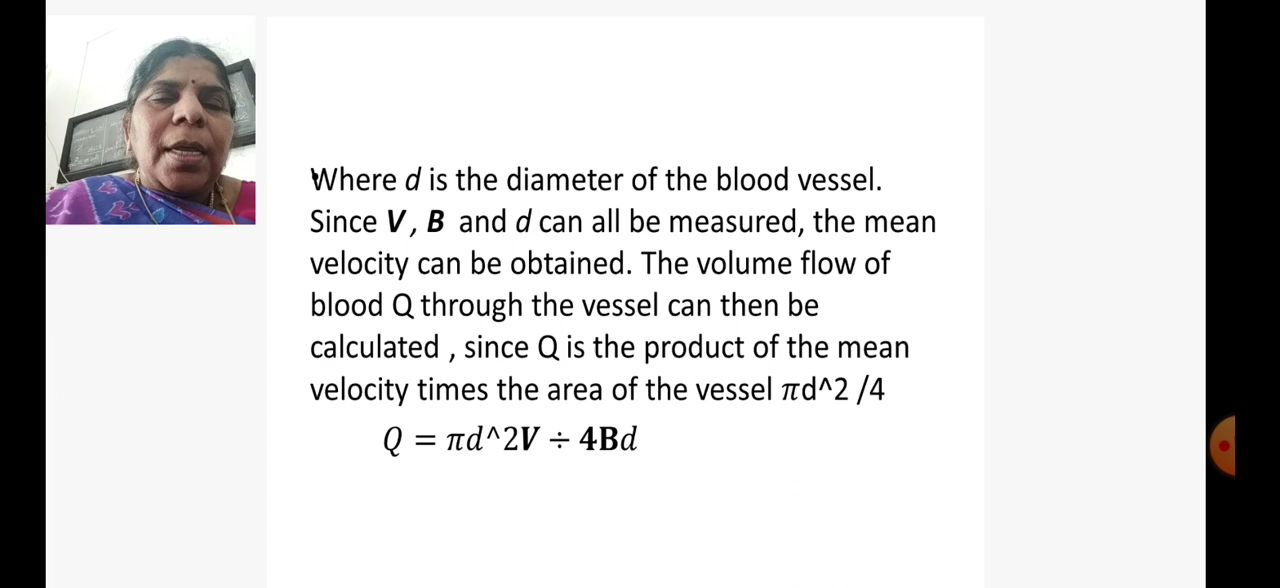 Where d is the diameter of the blood vessel.
Since V , B and d can all be measured, the mean
velocity can be obtained. The volume flow of
blood Q through the vessel can then be
calculated , since Q is the product of the mean
velocity times the area of the vessel πd^2 /4
Q = πd^2V ÷ 4Bd